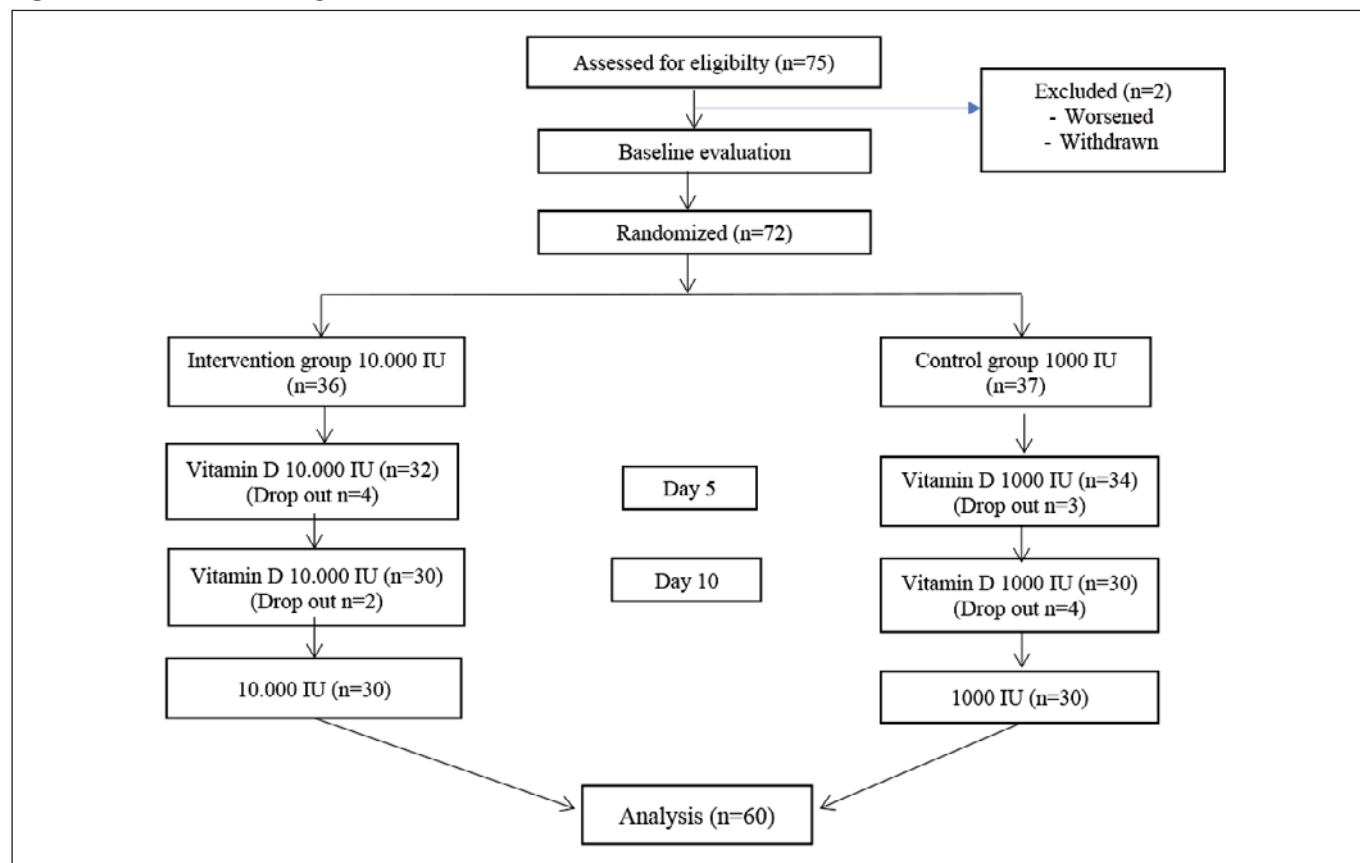 Assessed for eligibilty (n=75)
Excluded (n=2)
- Worsened
- Withdrawn
Baseline evaluation
Randomized (n=72)
Intervention group 10.000 IU
(n=36)
Control group 1000 IU
(n=37)
Vitamin D 10.000 IU (n=32)
(Drop out n=4)
Day 5
Vitamin D 1000 IU (n=34)
(Drop out n=3)
Vitamin D 10.000 IU (n=30)
(Drop out n=2)
Day 10
Vitamin D 1000 IU (n=30)
(Drop out n=4)
10.000 IU (n=30)
1000 IU (n=30)
Analysis (n=60)